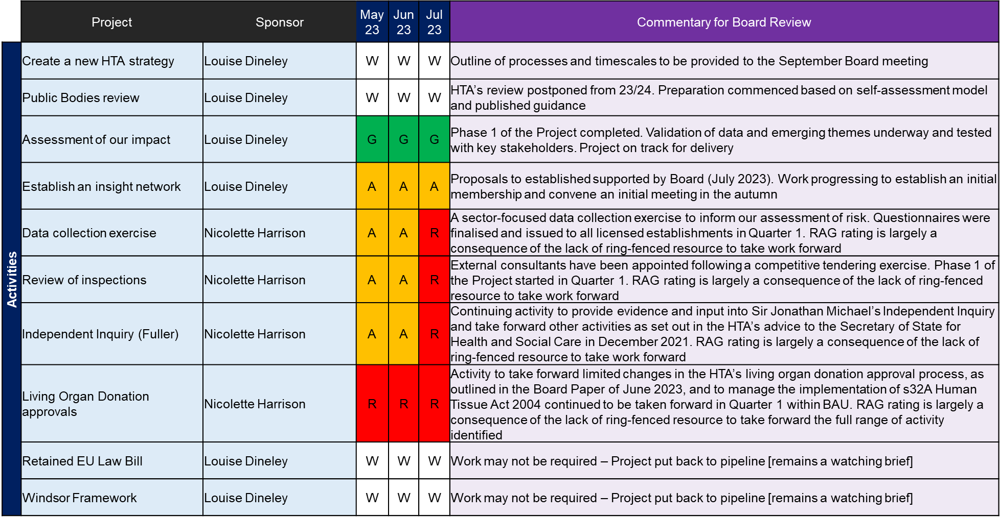 Project
Sponsor
May
23
Jun
23
Jul
23
Commentary for Board Review
Activities
Create a new HTA strategy
Louise Dineley
W
W
W
Outline of processes and timescales to be provided to the September Board meeting
Public Bodies review
Louise Dineley
W
W
W
HTA’s review postponed from 23/24. Preparation commenced based on self-assessment model
and published guidance
Assessment of our impact
Louise Dineley
G
G
G
Phase 1 of the Project completed. Validation of data and emerging themes underway and tested
with key stakeholders. Project on track for delivery
Establish an insight network
Louise Dineley
A
A
A
Proposals to established supported by Board (July 2023). Work progressing to establish an initial
membership and convene an initial meeting in the autumn
Data collection exercise
Nicolette Harrison
A
A
R
A sector-focused data collection exercise to inform our assessment of risk. Questionnaires were
finalised and issued to all licensed establishments in Quarter 1. RAG rating is largely a
consequence of the lack of ring-fenced resource to take work forward
Review of inspections
Nicolette Harrison
A
A
R
External consultants have been appointed following a competitive tendering exercise. Phase 1 of
the Project started in Quarter 1. RAG rating is largely a consequence of the lack of ring-fenced
resource to take work forward
Independent Inquiry (Fuller)
Nicolette Harrison
A
A
R
Continuing activity to provide evidence and input into Sir Jonathan Michael’s Independent Inquiry
and take forward other activities as set out in the HTA’s advice to the Secretary of State for
Health and Social Care in December 2021. RAG rating is largely a consequence of the lack of
ring-fenced resource to take work forward
Living Organ Donation
approvals
Nicolette Harrison
R
R
R
Activity to take forward limited changes in the HTA’s living organ donation approval process, as
outlined in the Board Paper of June 2023, and to manage the implementation of s32A Human
Tissue Act 2004 continued to be taken forward in Quarter 1 within BAU. RAG rating is largely a
consequence of the lack of ring-fenced resource to take forward the full range of activity
identified
Retained EU Law Bill
Louise Dineley
W
W
W
Work may not be required – Project put back to pipeline [remains a watching brief]
Windsor Framework
Louise Dineley
W
W
W
Work may not be required – Project put back to pipeline [remains a watching brief]